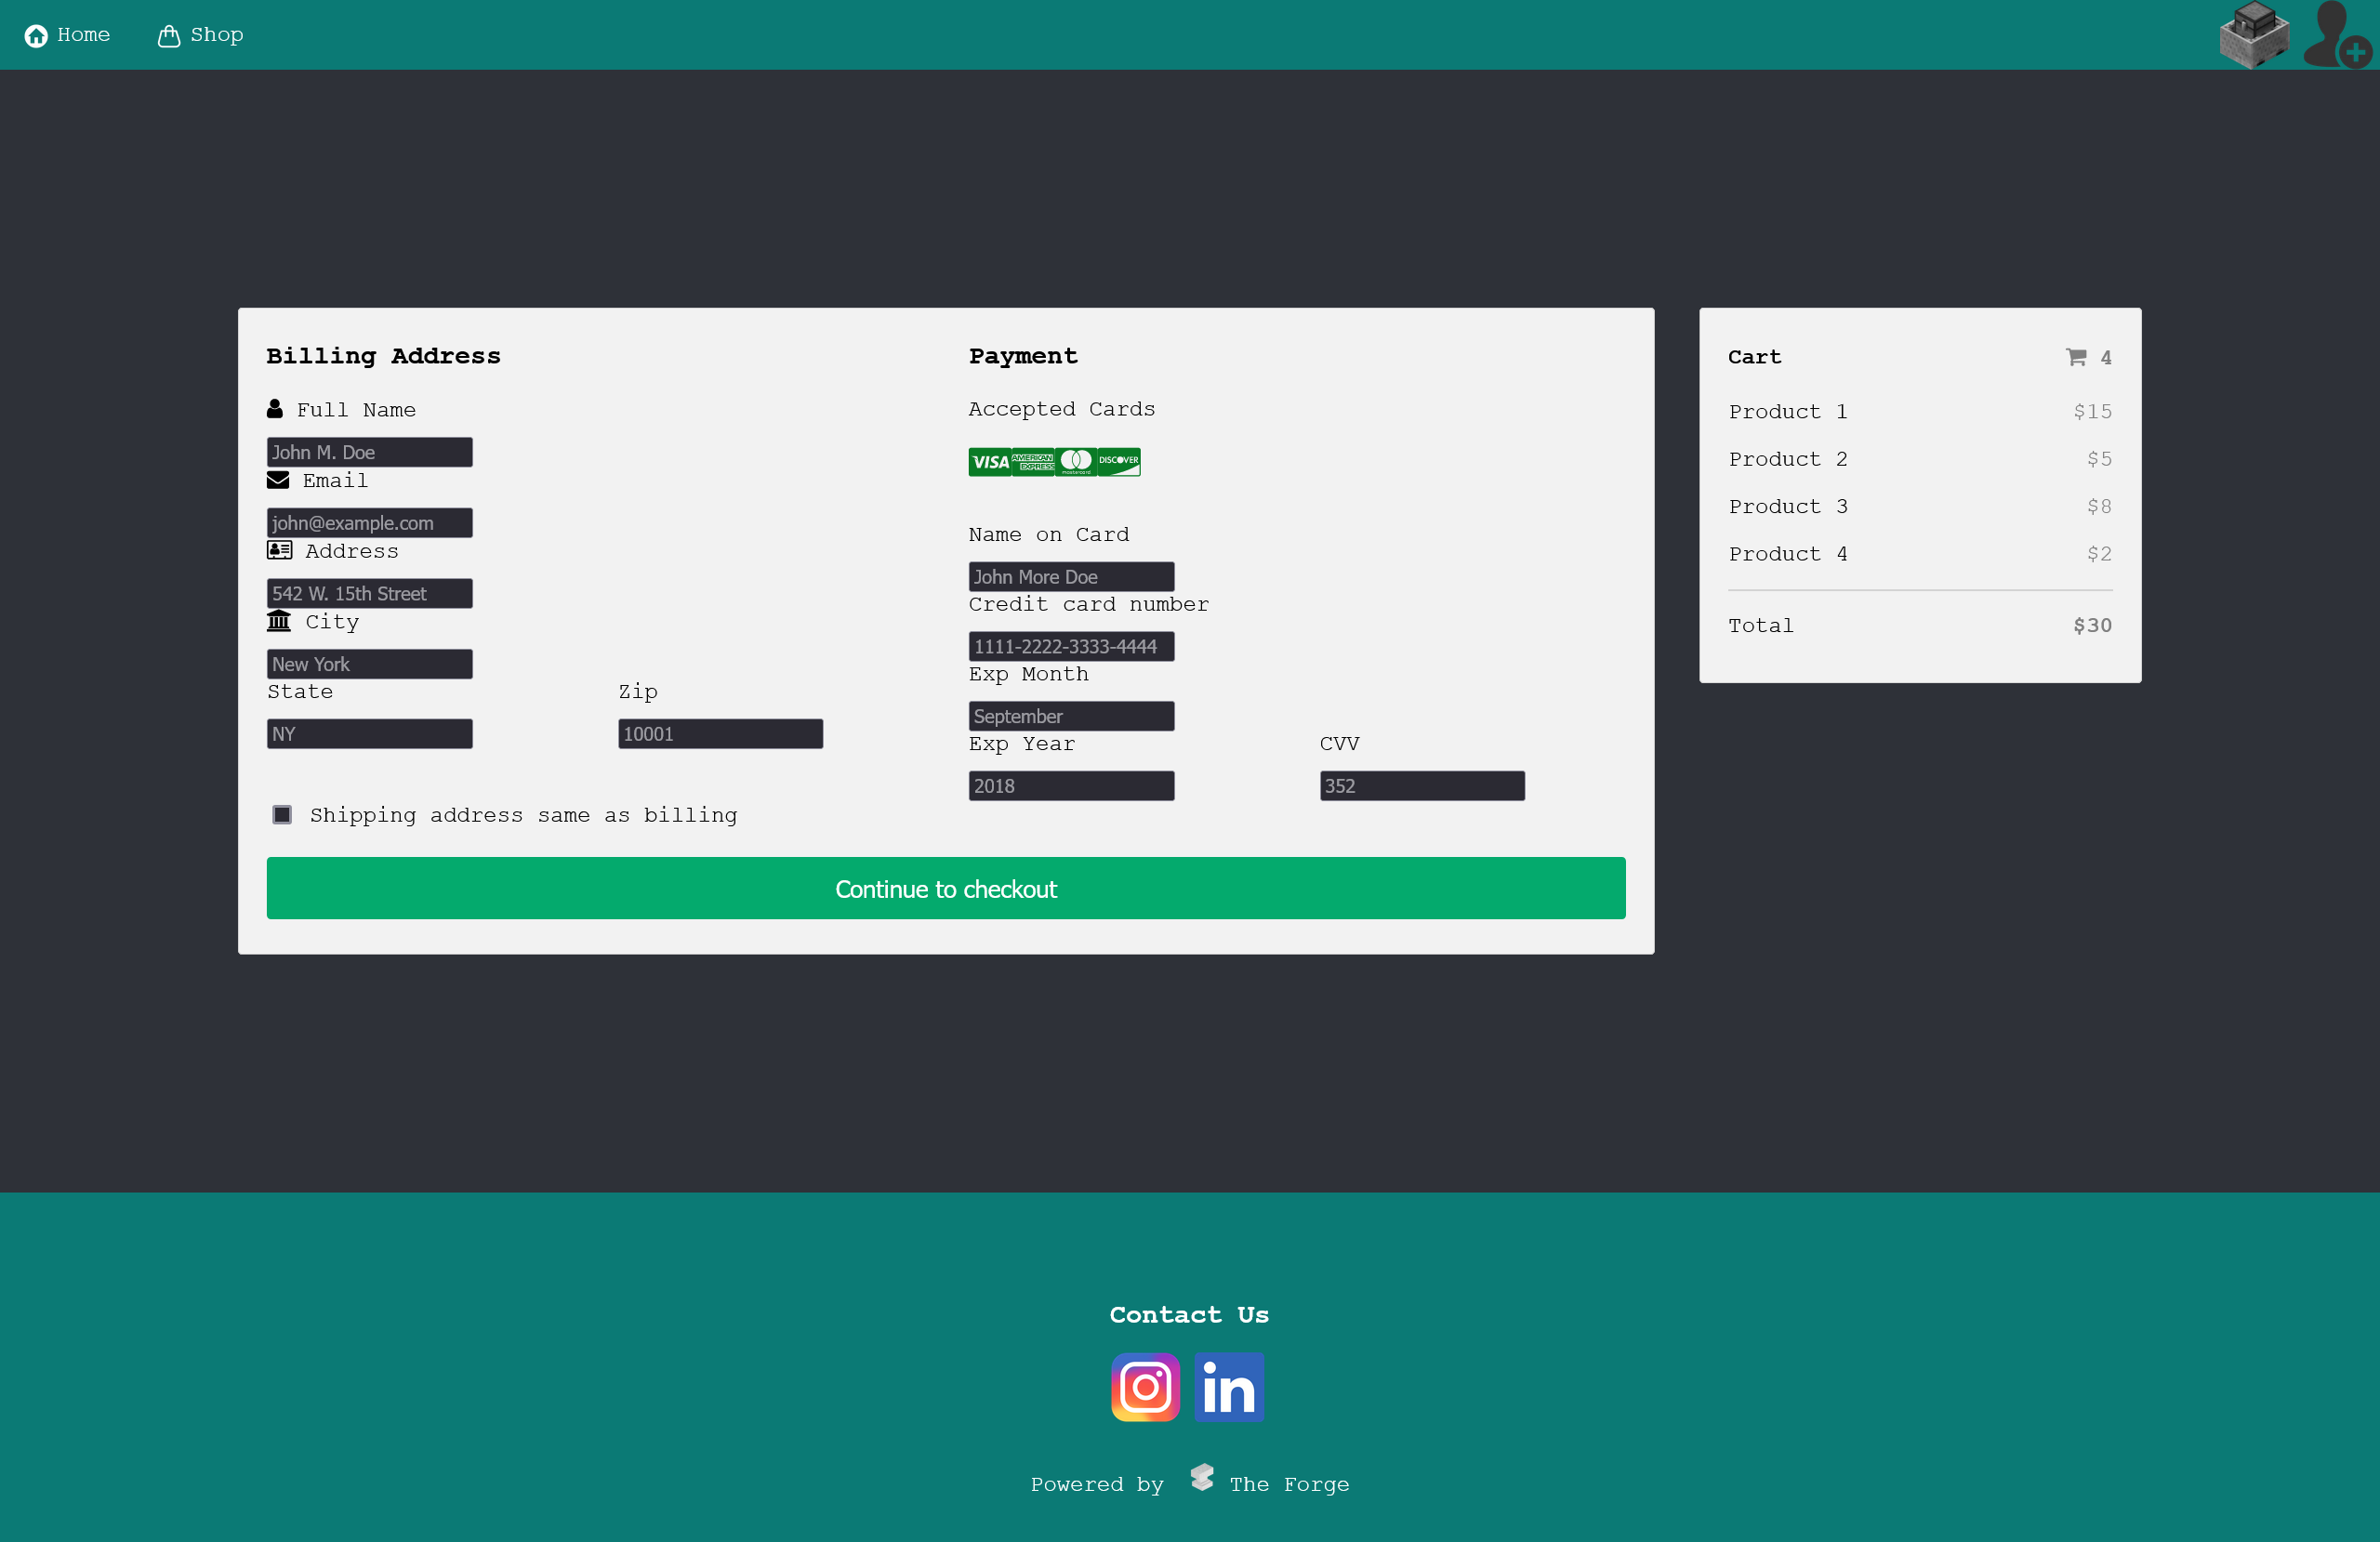 Home
Shop
Billing Address
Full Name
John M. Doe
Email
john@example.com
Address
542 W. 15th Street
City
New York
State
Zip
NY
10001
Shipping address same as billing
Payment
Accepted Cards
VISA
AMERICAN EXPRESS
mastercard
DISCOVER
Name on Card
John More Doe
Credit card number
1111-2222-3333-4444
Exp Month
September
Exp Year
CVV
2018
352
Continue to checkout
Cart 4
Product 1 $15
Product 2 $5
Product 3 $8
Product 4 $2
Total $30
Contact Us
in
Powered by The Forge